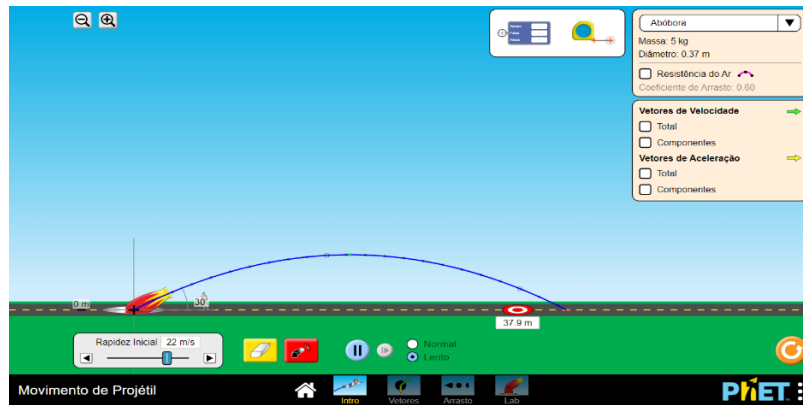 Abóbora
Massa: 5 kg
Diâmetro: 0.37 m
Resistência do Ar
Coeficiente de Arrasto: 0.60
Vetores de Velocidade
Total
Componentes
Vetores de Aceleração
Total
Componentes
0 m
30°
37.9 m
Rapidez Inicial 22 m/s
Normal
Lento
Movimento de Projétil
Intro
Vetores
Arrasto
Lab
PhET